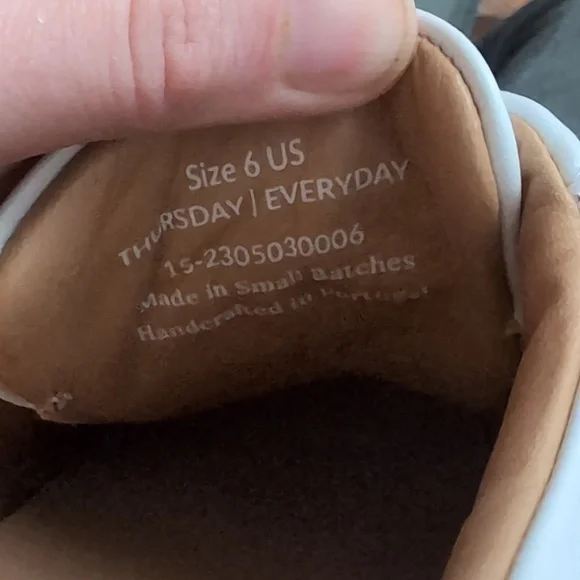 Size 6 US
THURSDAY | EVERYDAY
15-2305030006
Made in Small Batches
Handcrafted in Portugal